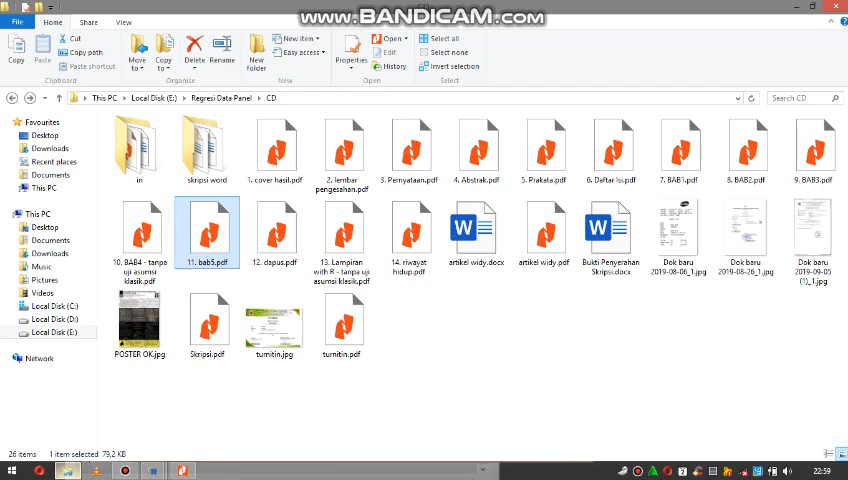 www.BANDICAM.com
File
Home
Share
View
Copy
Paste
Cut
Copy path
Paste shortcut
Clipboard
Move to
Copy to
Delete
Rename
Organise
New folder
New item
Easy access
New
Properties
Open
Edit
History
Open
Select all
Select none
Invert selection
Select
This PC
Local Disk (E:)
Regresi Data Panel
CD
Search CD
Favourites
Desktop
Downloads
Recent places
Documents
This PC
This PC
Desktop
Documents
Downloads
Music
Pictures
Videos
Local Disk (C:)
Local Disk (D:)
Local Disk (E:)
Network
in
skripsi word
1. cover hasil.pdf
2. lembar
pengesahan.pdf
3. Pernyataan.pdf
4. Abstrak.pdf
5. Prakata.pdf
6. Daftar Isi.pdf
7. BAB1.pdf
8. BAB2.pdf
9. BAB3.pdf
10. BAB4 - tanpa
uji asumsi
klasik.pdf
11. bab5.pdf
12. dapus.pdf
13. Lampiran
with R - tanpa uji
asumsi klasik.pdf
14. riwayat
hidup.pdf
artikel widy.docx
artikel widy.pdf
Bukti Penyerahan
Skripsi.docx
Dok baru
2019-08-06_1.jpg
Dok baru
2019-08-26_1.jpg
Dok baru
2019-09-05
(1)_1.jpg
POSTER OK.jpg
Skripsi.pdf
turnitin.jpg
turnitin.pdf
26 items
1 item selected
79,2 KB
22:59